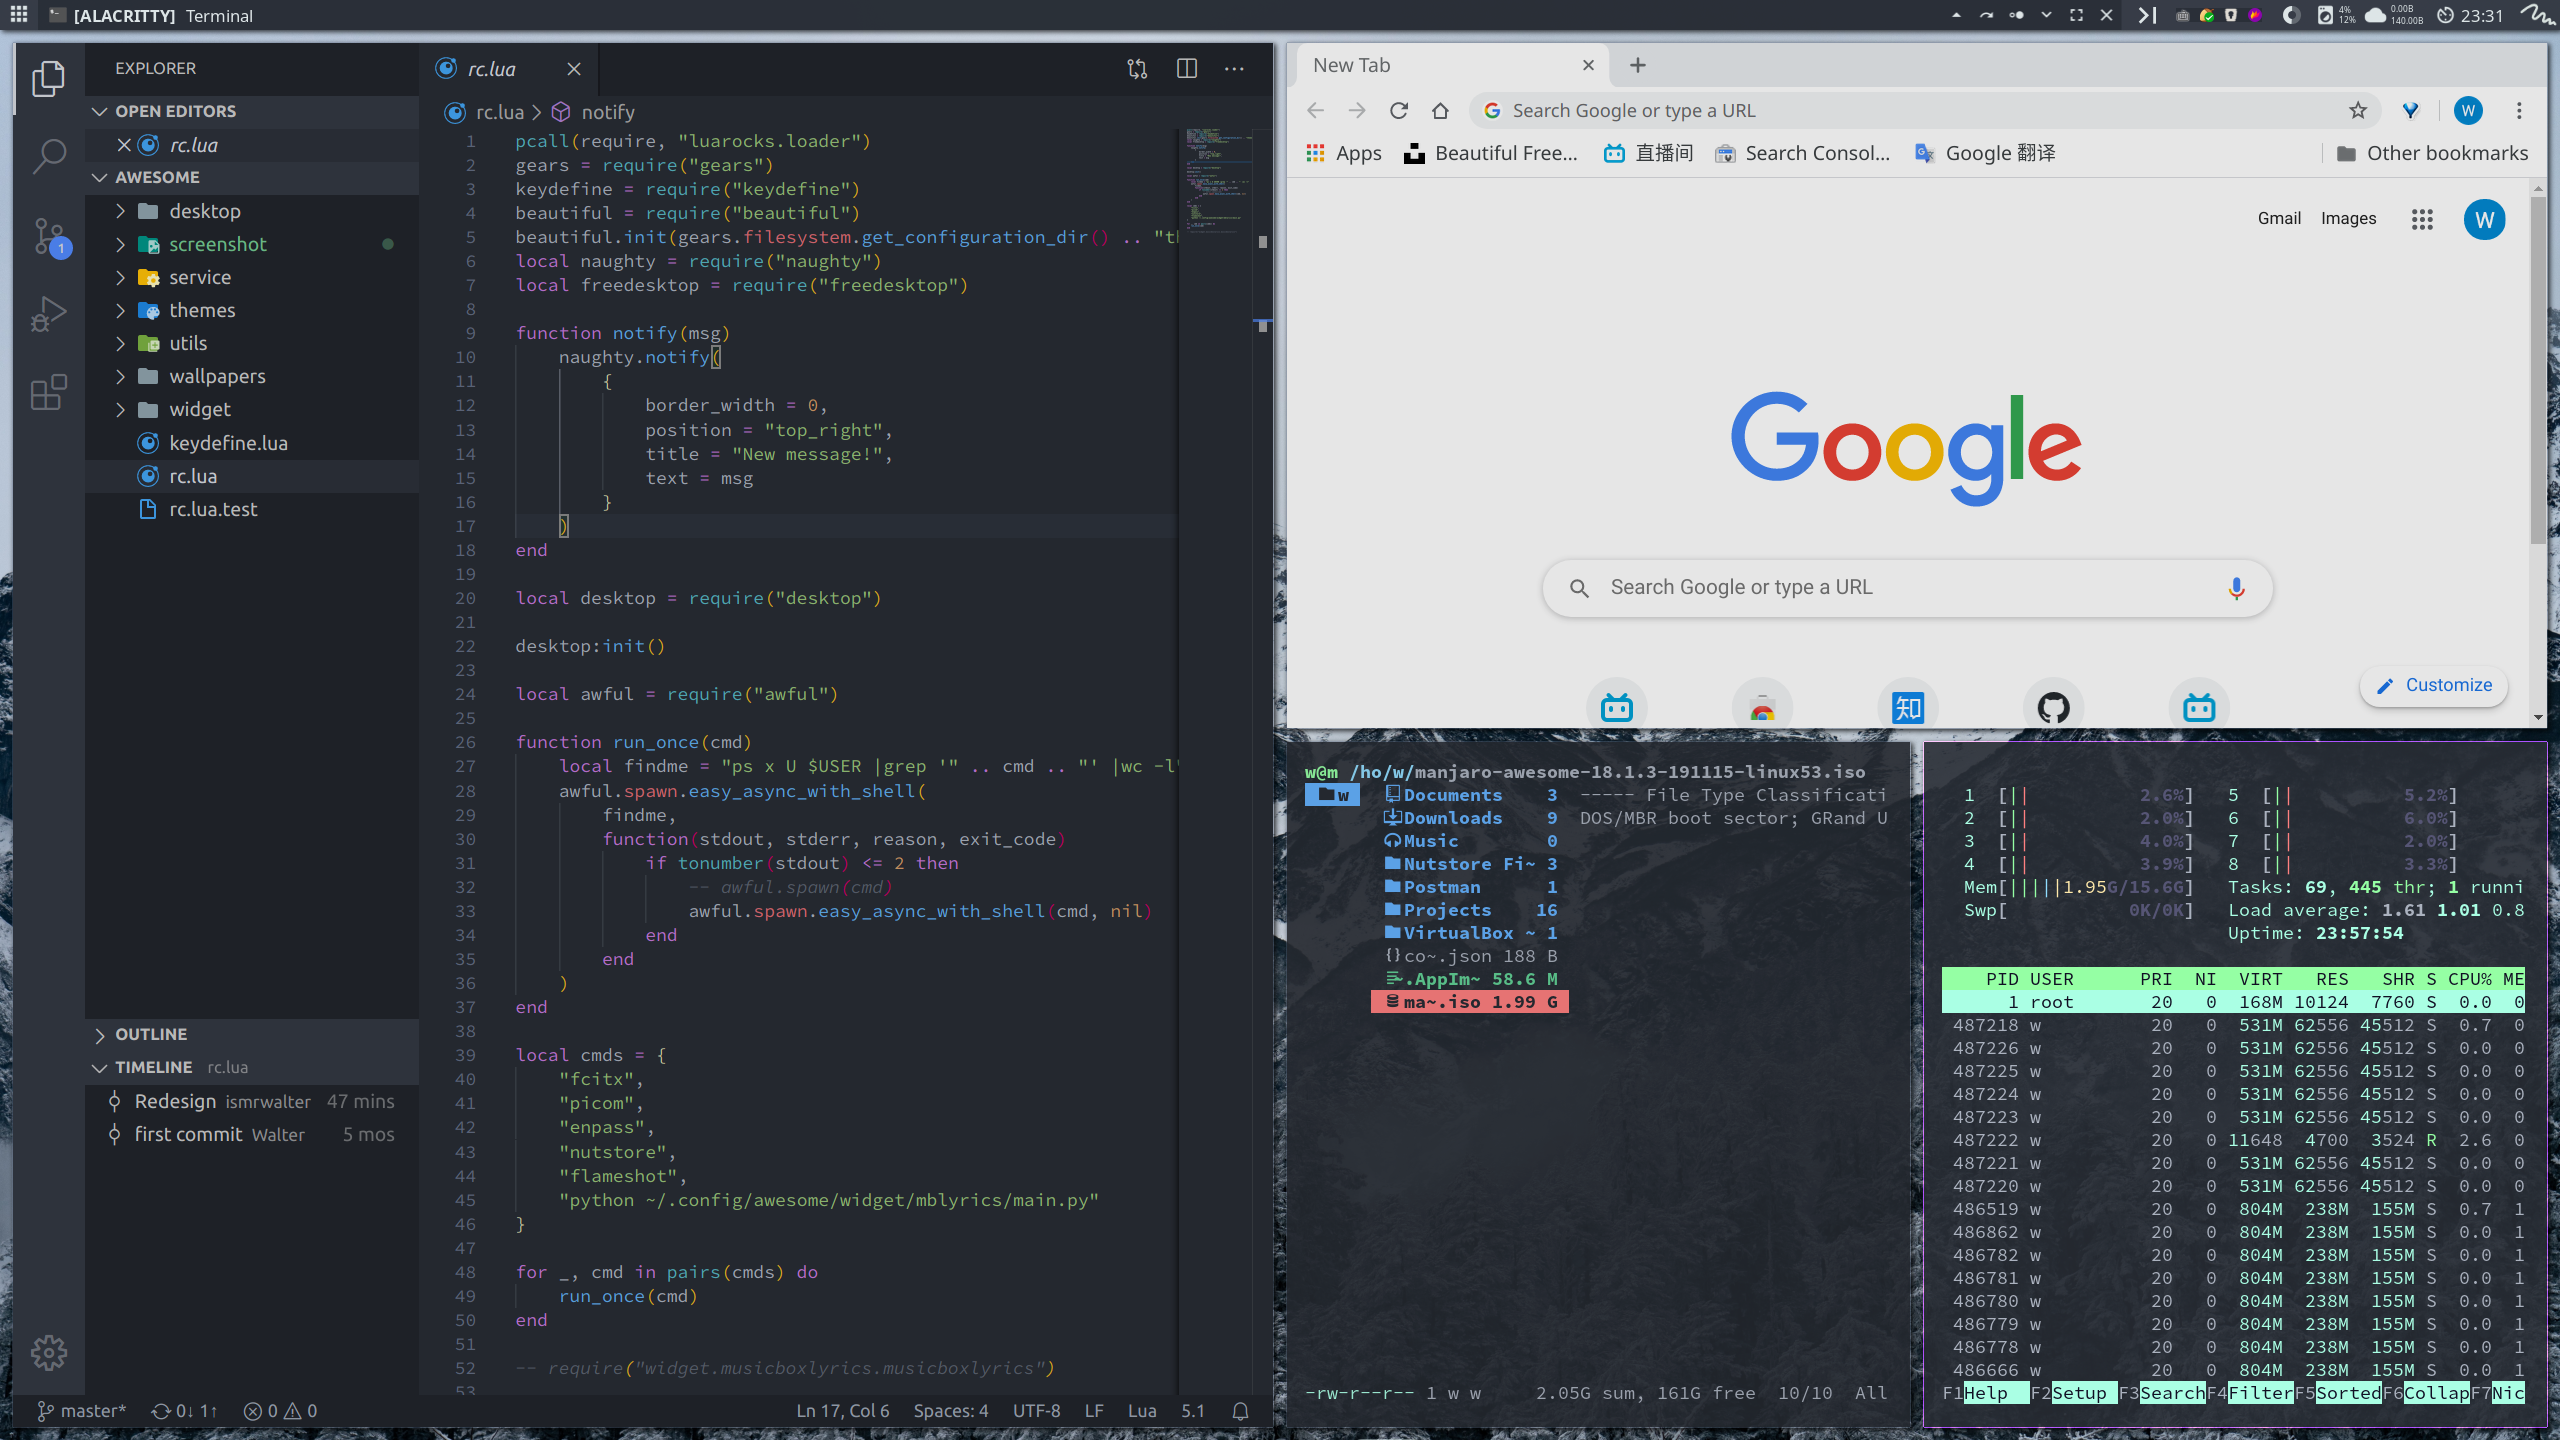 [ALACRITTY] Terminal
4%
12%
0.00B
140.00B
23:31
EXPLORER
OPEN EDITORS
rc.lua
AWESOME
desktop
screenshot
service
themes
utils
wallpapers
widget
keydefine.lua
rc.lua
rc.lua.test
OUTLINE
TIMELINE rc.lua
Redesign ismrwalter 47 mins
first commit Walter 5 mos
1
rc.lua
rc.lua > notify
1 pcall(require, "luarocks.loader")
2 gears = require("gears")
3 keydefine = require("keydefine")
4 beautiful = require("beautiful")
5 beautiful.init(gears.filesystem.get_configuration_dir() .. "th
6 local naughty = require("naughty")
7 local freedesktop = require("freedesktop")
8
9 function notify(msg)
10 naughty.notify(
11 {
12 border_width = 0,
13 position = "top_right",
14 title = "New message!",
15 text = msg
16 }
17 )
18 end
19
20 local desktop = require("desktop")
21
22 desktop:init()
23
24 local awful = require("awful")
25
26 function run_once(cmd)
27 local findme = "ps x U $USER |grep '" .. cmd .. "' |wc -l"
28 awful.spawn.easy_async_with_shell(
29 findme,
30 function(stdout, stderr, reason, exit_code)
31 if tonumber(stdout) <= 2 then
32 -- awful.spawn(cmd)
33 awful.spawn.easy_async_with_shell(cmd, nil)
34 end
35 end
36 )
37 end
38
39 local cmds = {
40 "fcitx",
41 "picom",
42 "enpass",
43 "nutstore",
44 "flameshot",
45 "python ~/.config/awesome/widget/mblyrics/main.py"
46 }
47
48 for _, cmd in pairs(cmds) do
49 run_once(cmd)
50 end
51
52 -- require("widget.musicboxlyrics.musicboxlyrics")
53
master* 0↓ 1↑ 0 0 Ln 17, Col 6 Spaces: 4 UTF-8 LF Lua 5.1
New Tab
Search Google or type a URL
W
Apps Beautiful Free... 直播间 Search Consol... Google 翻译 Other bookmarks
Gmail Images W
Google
Search Google or type a URL
知
Customize
w@m /ho/w/manjaro-awesome-18.1.3-191115-linux53.iso
w Documents 3 ----- File Type Classificati
Downloads 9 DOS/MBR boot sector; GRand U
Music 0
Nutstore Fi~ 3
Postman 1
Projects 16
VirtualBox ~ 1
{}co~.json 188 B
.AppIm~ 58.6 M
ma~.iso 1.99 G
-rw-r--r-- 1 w w 2.05G sum, 161G free 10/10 All
1 [|| 2.6%] 5 [|| 5.2%]
2 [|| 2.0%] 6 [|| 6.0%]
3 [|| 4.0%] 7 [|| 2.0%]
4 [|| 3.9%] 8 [|| 3.3%]
Mem[|||||1.95G/15.6G] Tasks: 69, 445 thr; 1 runni
Swp[ 0K/0K] Load average: 1.61 1.01 0.8
Uptime: 23:57:54
PID USER PRI NI VIRT RES SHR S CPU% ME
1 root 20 0 168M 10124 7760 S 0.0 0
487218 w 20 0 531M 62556 45512 S 0.7 0
487226 w 20 0 531M 62556 45512 S 0.0 0
487225 w 20 0 531M 62556 45512 S 0.0 0
487224 w 20 0 531M 62556 45512 S 0.0 0
487223 w 20 0 531M 62556 45512 S 0.0 0
487222 w 20 0 11648 4700 3524 R 2.6 0
487221 w 20 0 531M 62556 45512 S 0.0 0
487220 w 20 0 531M 62556 45512 S 0.0 0
486519 w 20 0 804M 238M 155M S 0.7 1
486862 w 20 0 804M 238M 155M S 0.0 1
486782 w 20 0 804M 238M 155M S 0.0 1
486781 w 20 0 804M 238M 155M S 0.0 1
486780 w 20 0 804M 238M 155M S 0.0 1
486779 w 20 0 804M 238M 155M S 0.0 1
486778 w 20 0 804M 238M 155M S 0.0 1
486666 w 20 0 804M 238M 155M S 0.0 1
F1Help F2Setup F3SearchF4FilterF5SortedF6CollapF7Nic